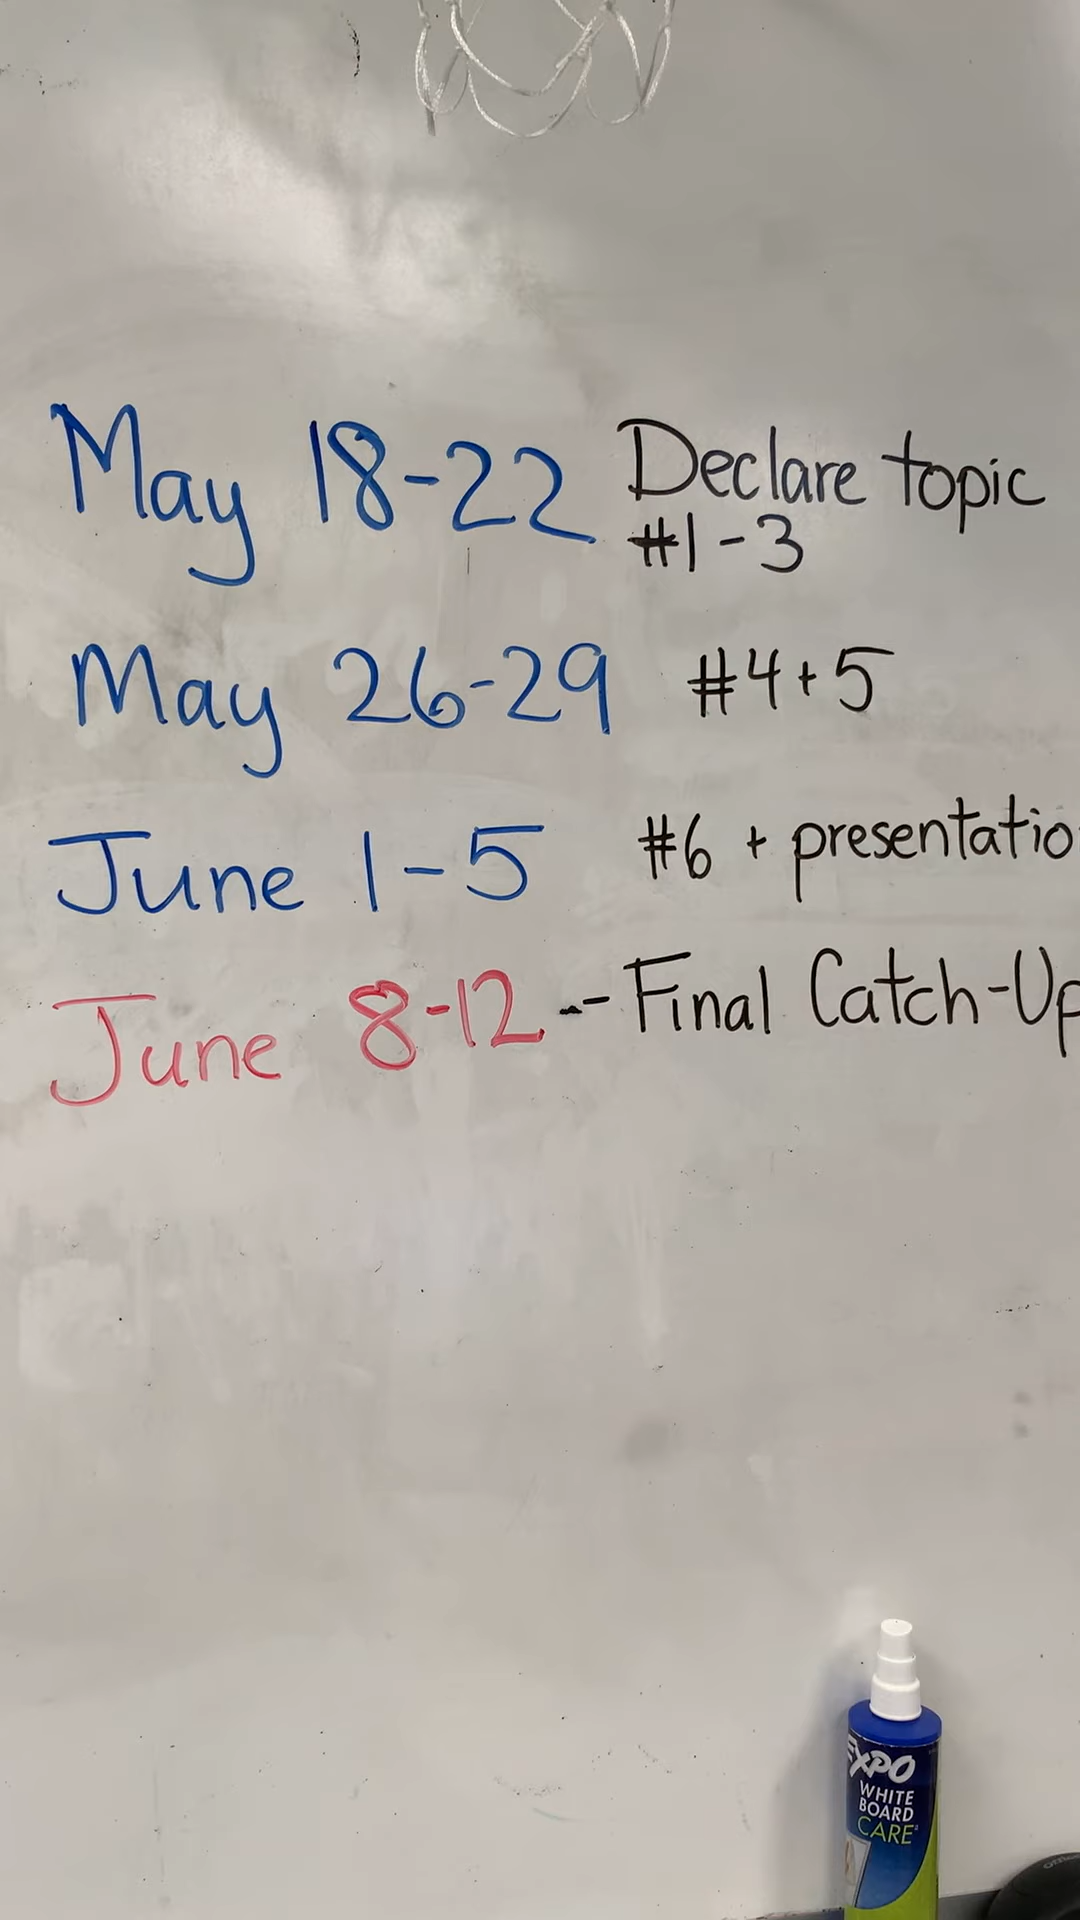 May 18-22 Declare topic
#1-3
May 26-29 #4+5
June 1-5 #6 + presentatio
June 8-12 -- Final Catch-Up
EXPO
WHITE
BOARD
CARE